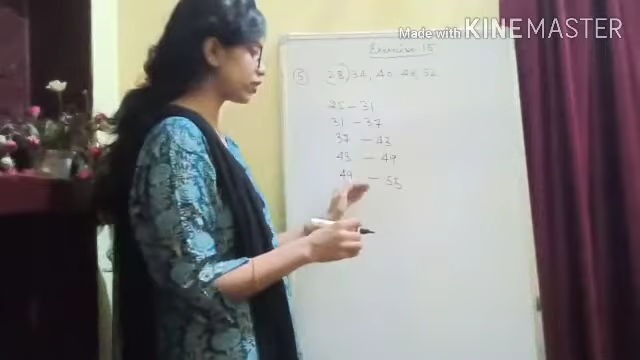 Made with KINEMASTER
Exercise 15
5 28, 34, 40, 46, 52
25 - 31
31 - 37
37 - 43
43 - 49
49 - 55